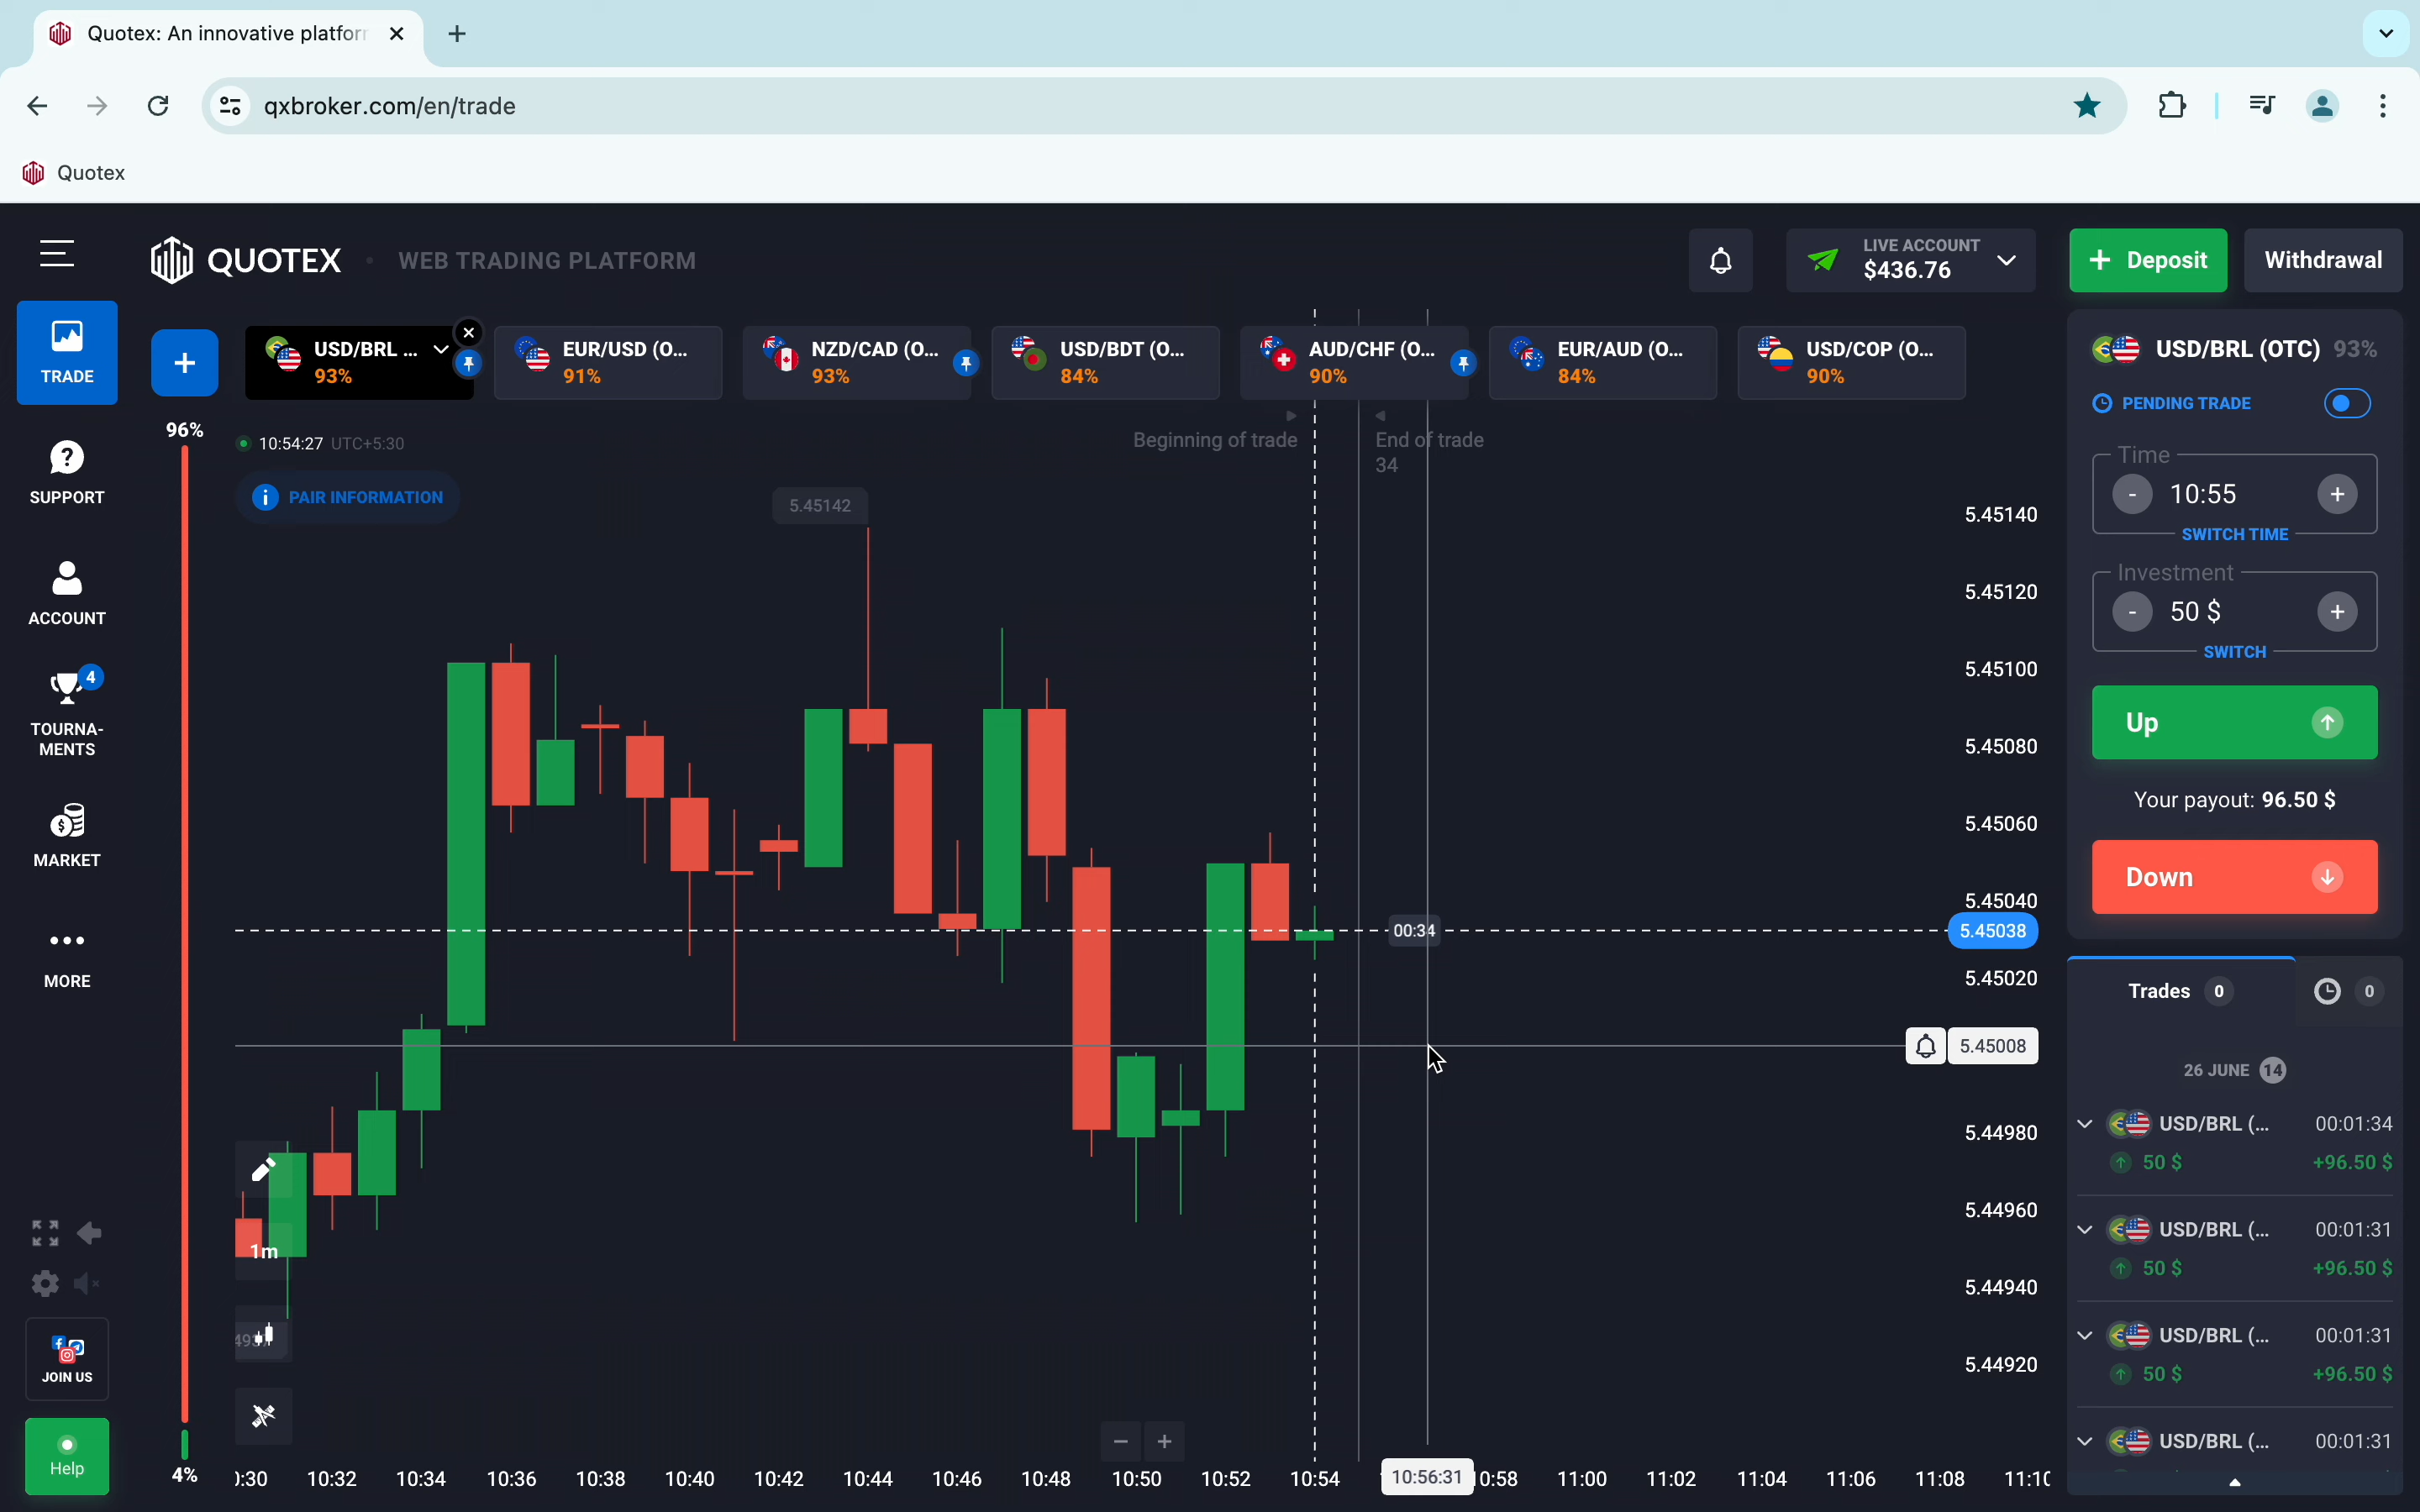 Quotex: An innovative platfor
qxbroker.com/en/trade
Quotex
QUOTEX • WEB TRADING PLATFORM
LIVE ACCOUNT
$436.76
+ Deposit
Withdrawal
TRADE
SUPPORT
ACCOUNT
4
TOURNA-
MENTS
MARKET
MORE
JOIN US
Help
+
USD/BRL ...
93%
EUR/USD (O...
91%
NZD/CAD (O...
93%
USD/BDT (O...
84%
AUD/CHF (O...
90%
EUR/AUD (O...
84%
USD/COP (O...
90%
96%
4%
10:54:27 UTC+5:30
PAIR INFORMATION
Beginning of trade
End of trade
34
5.45142
00:34
1m
5.45140
5.45120
5.45100
5.45080
5.45060
5.45040
5.45038
5.45020
5.45008
5.44980
5.44960
5.44940
5.44920
:30 10:32 10:34 10:36 10:38 10:40 10:42 10:44 10:46 10:48 10:50 10:52 10:54 10:56:31 0:58 11:00 11:02 11:04 11:06 11:08 11:1
USD/BRL (OTC) 93%
PENDING TRADE
Time
- 10:55 +
SWITCH TIME
Investment
- 50 $ +
SWITCH
Up
Your payout: 96.50 $
Down
Trades 0
0
26 JUNE 14
USD/BRL (... 00:01:34
50 $ +96.50 $
USD/BRL (... 00:01:31
50 $ +96.50 $
USD/BRL (... 00:01:31
50 $ +96.50 $
USD/BRL (... 00:01:31